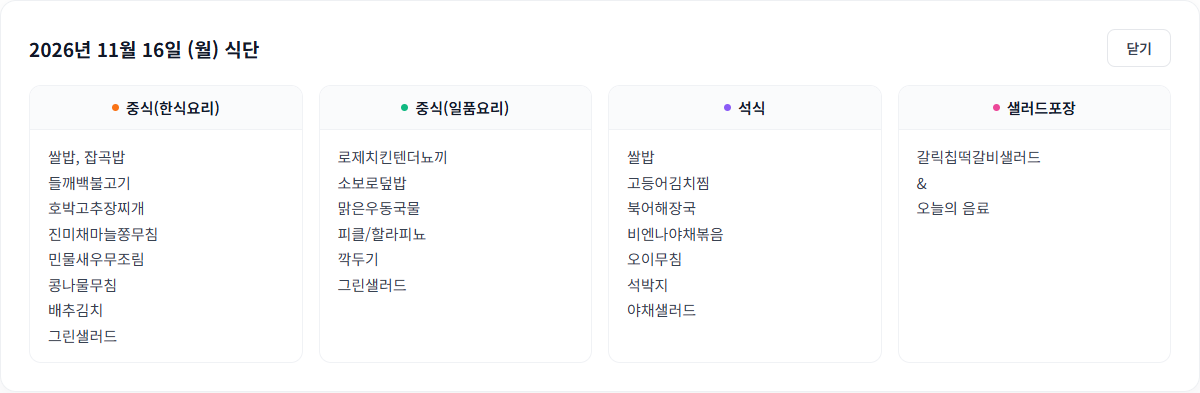 2026년 11월 16일 (월) 식단
닫기
중식(한식요리)
쌀밥, 잡곡밥
들깨백불고기
호박고추장찌개
진미채마늘쫑무침
민물새우무조림
콩나물무침
배추김치
그린샐러드
중식(일품요리)
로제치킨텐더뇨끼
소보로덮밥
맑은우동국물
피클/할라피뇨
깍두기
그린샐러드
석식
쌀밥
고등어김치찜
북어해장국
비엔나야채볶음
오이무침
석박지
야채샐러드
샐러드포장
갈릭칩떡갈비샐러드
&
오늘의 음료